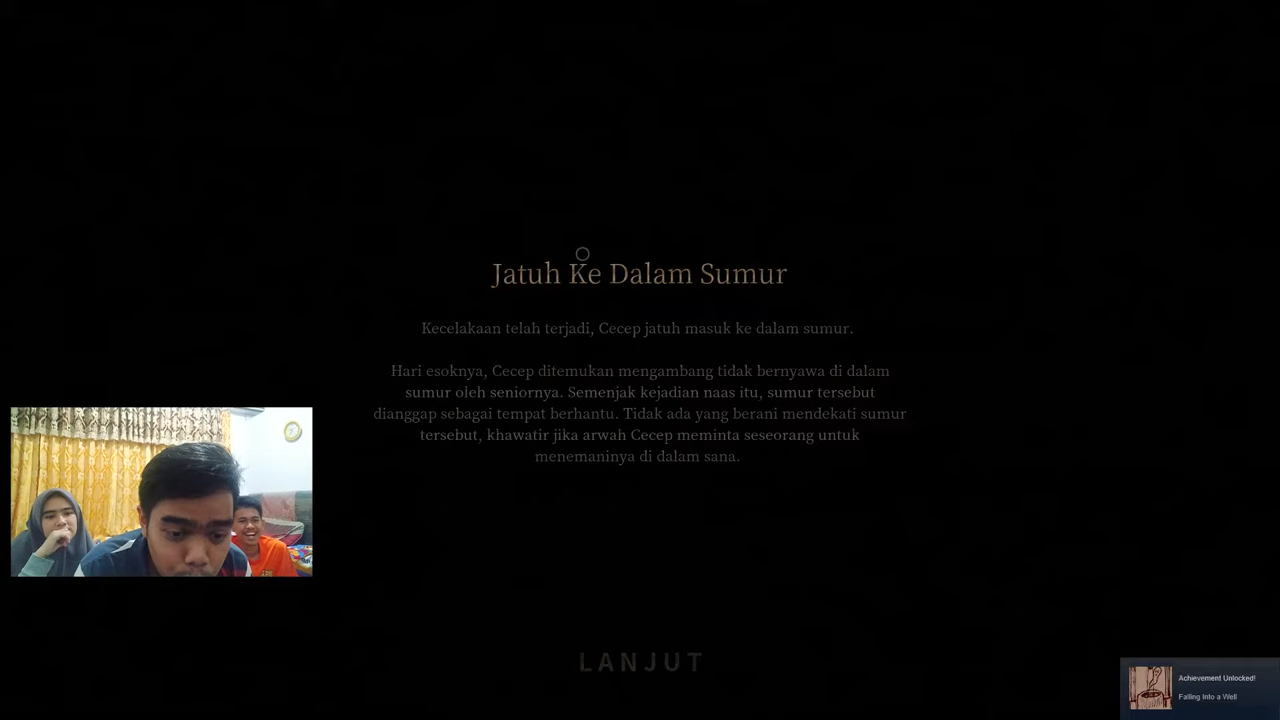 Jatuh Ke Dalam Sumur
Kecelakaan telah terjadi, Cecep jatuh masuk ke dalam sumur.
Hari esoknya, Cecep ditemukan mengambang tidak bernyawa di dalam
sumur oleh seniornya. Semenjak kejadian naas itu, sumur tersebut
dianggap sebagai tempat berhantu. Tidak ada yang berani mendekati sumur
tersebut, khawatir jika arwah Cecep meminta seseorang untuk
menemaninya di dalam sana.
LANJUT
Achievement Unlocked!
Falling Into a Well